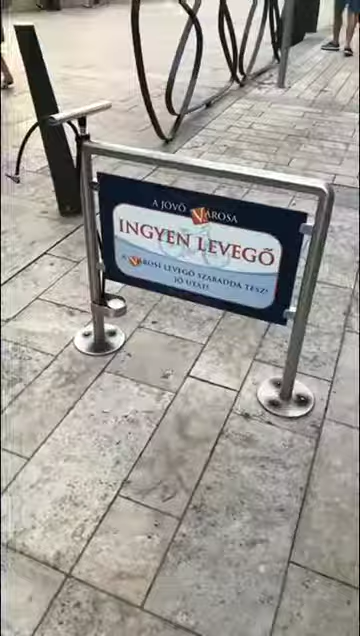 A JÖVŐ VÁROSA
INGYEN LEVEGŐ
A VÁROSI LEVEGŐ SZABADDÁ TESZ!
JÓ UTAT!